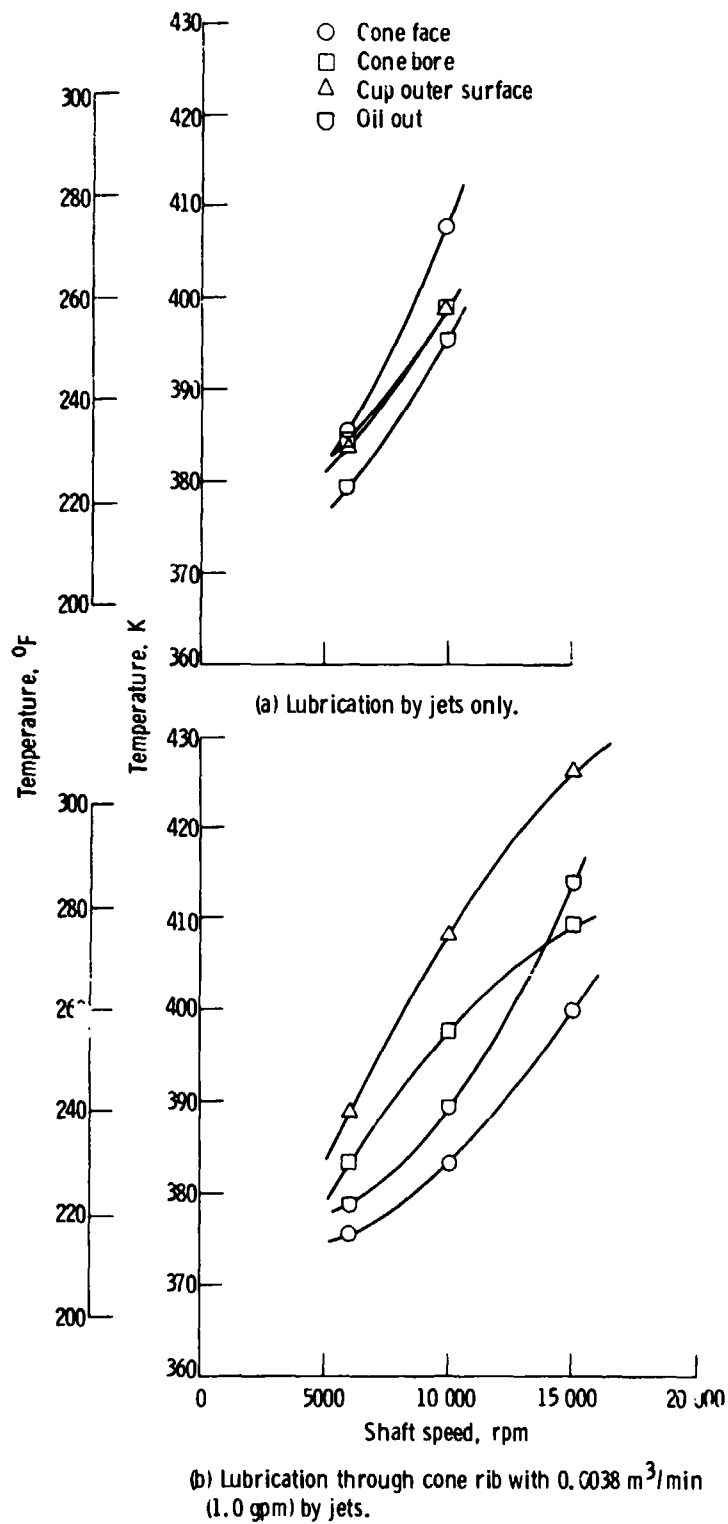 Cone face
Cone bore
Cup outer surface
Oil out
430
420
410
400
390
380
370
360
300
280
260
240
220
200
Temperature, °F
Temperature, K
(a) Lubrication by jets only.
430
420
410
400
390
380
370
360
300
280
240
220
200
0 5000 10 000 15 000
Shaft speed, rpm
(b) Lubrication through cone rib with 0.0038 m³/min
(1.0 gpm) by jets.